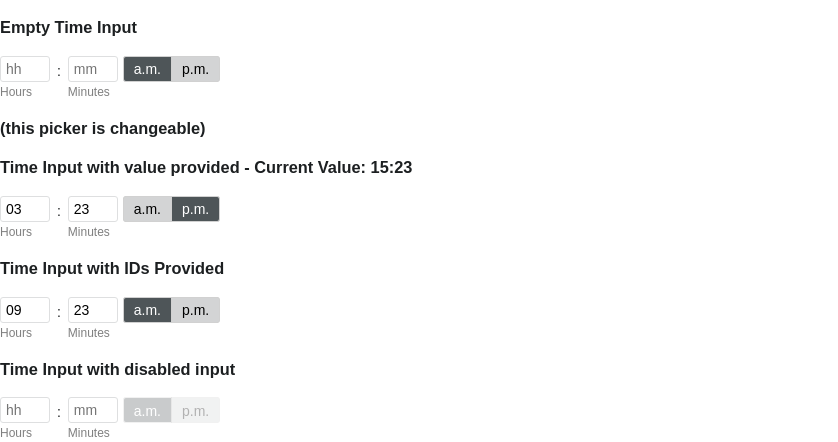 Empty Time Input
hh : mm a.m. p.m.
Hours Minutes
(this picker is changeable)
Time Input with value provided - Current Value: 15:23
03 : 23 a.m. p.m.
Hours Minutes
Time Input with IDs Provided
09 : 23 a.m. p.m.
Hours Minutes
Time Input with disabled input
hh : mm a.m. p.m.
Hours Minutes